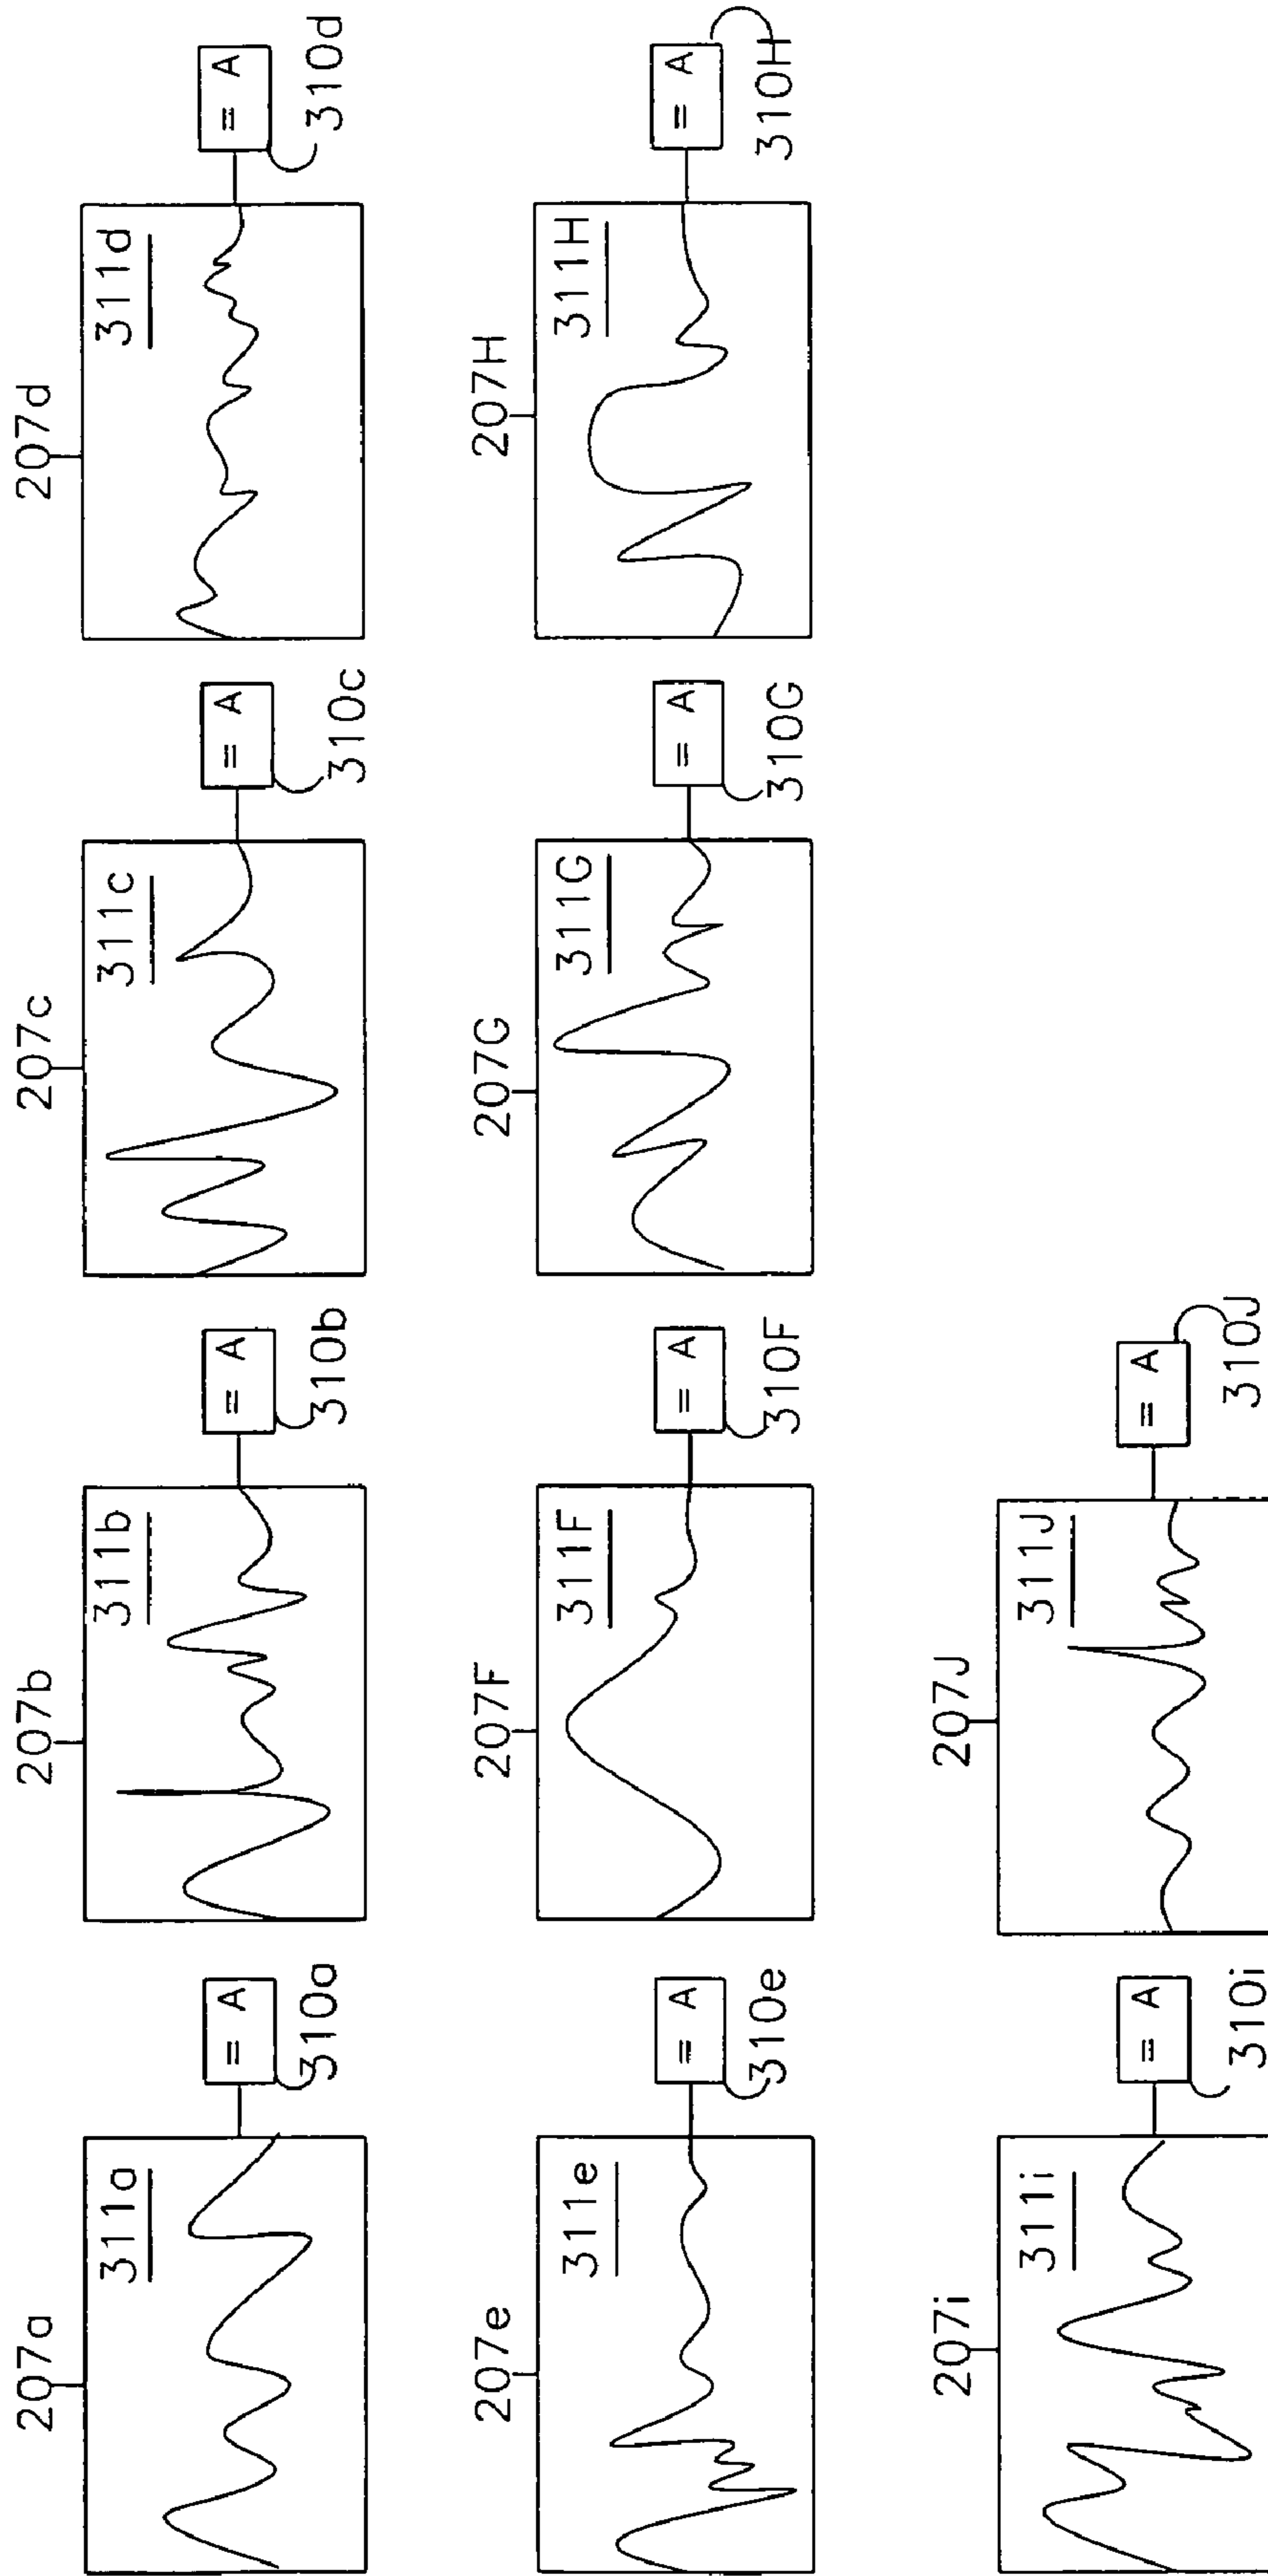 207a
311a
= A
310a
207b
311b
= A
310b
207c
311c
= A
310c
207d
311d
= A
310d
207e
311e
= A
310e
207F
311F
= A
310F
207G
311G
= A
310G
207H
311H
= A
310H
207i
311i
= A
310i
207J
311J
= A
310J